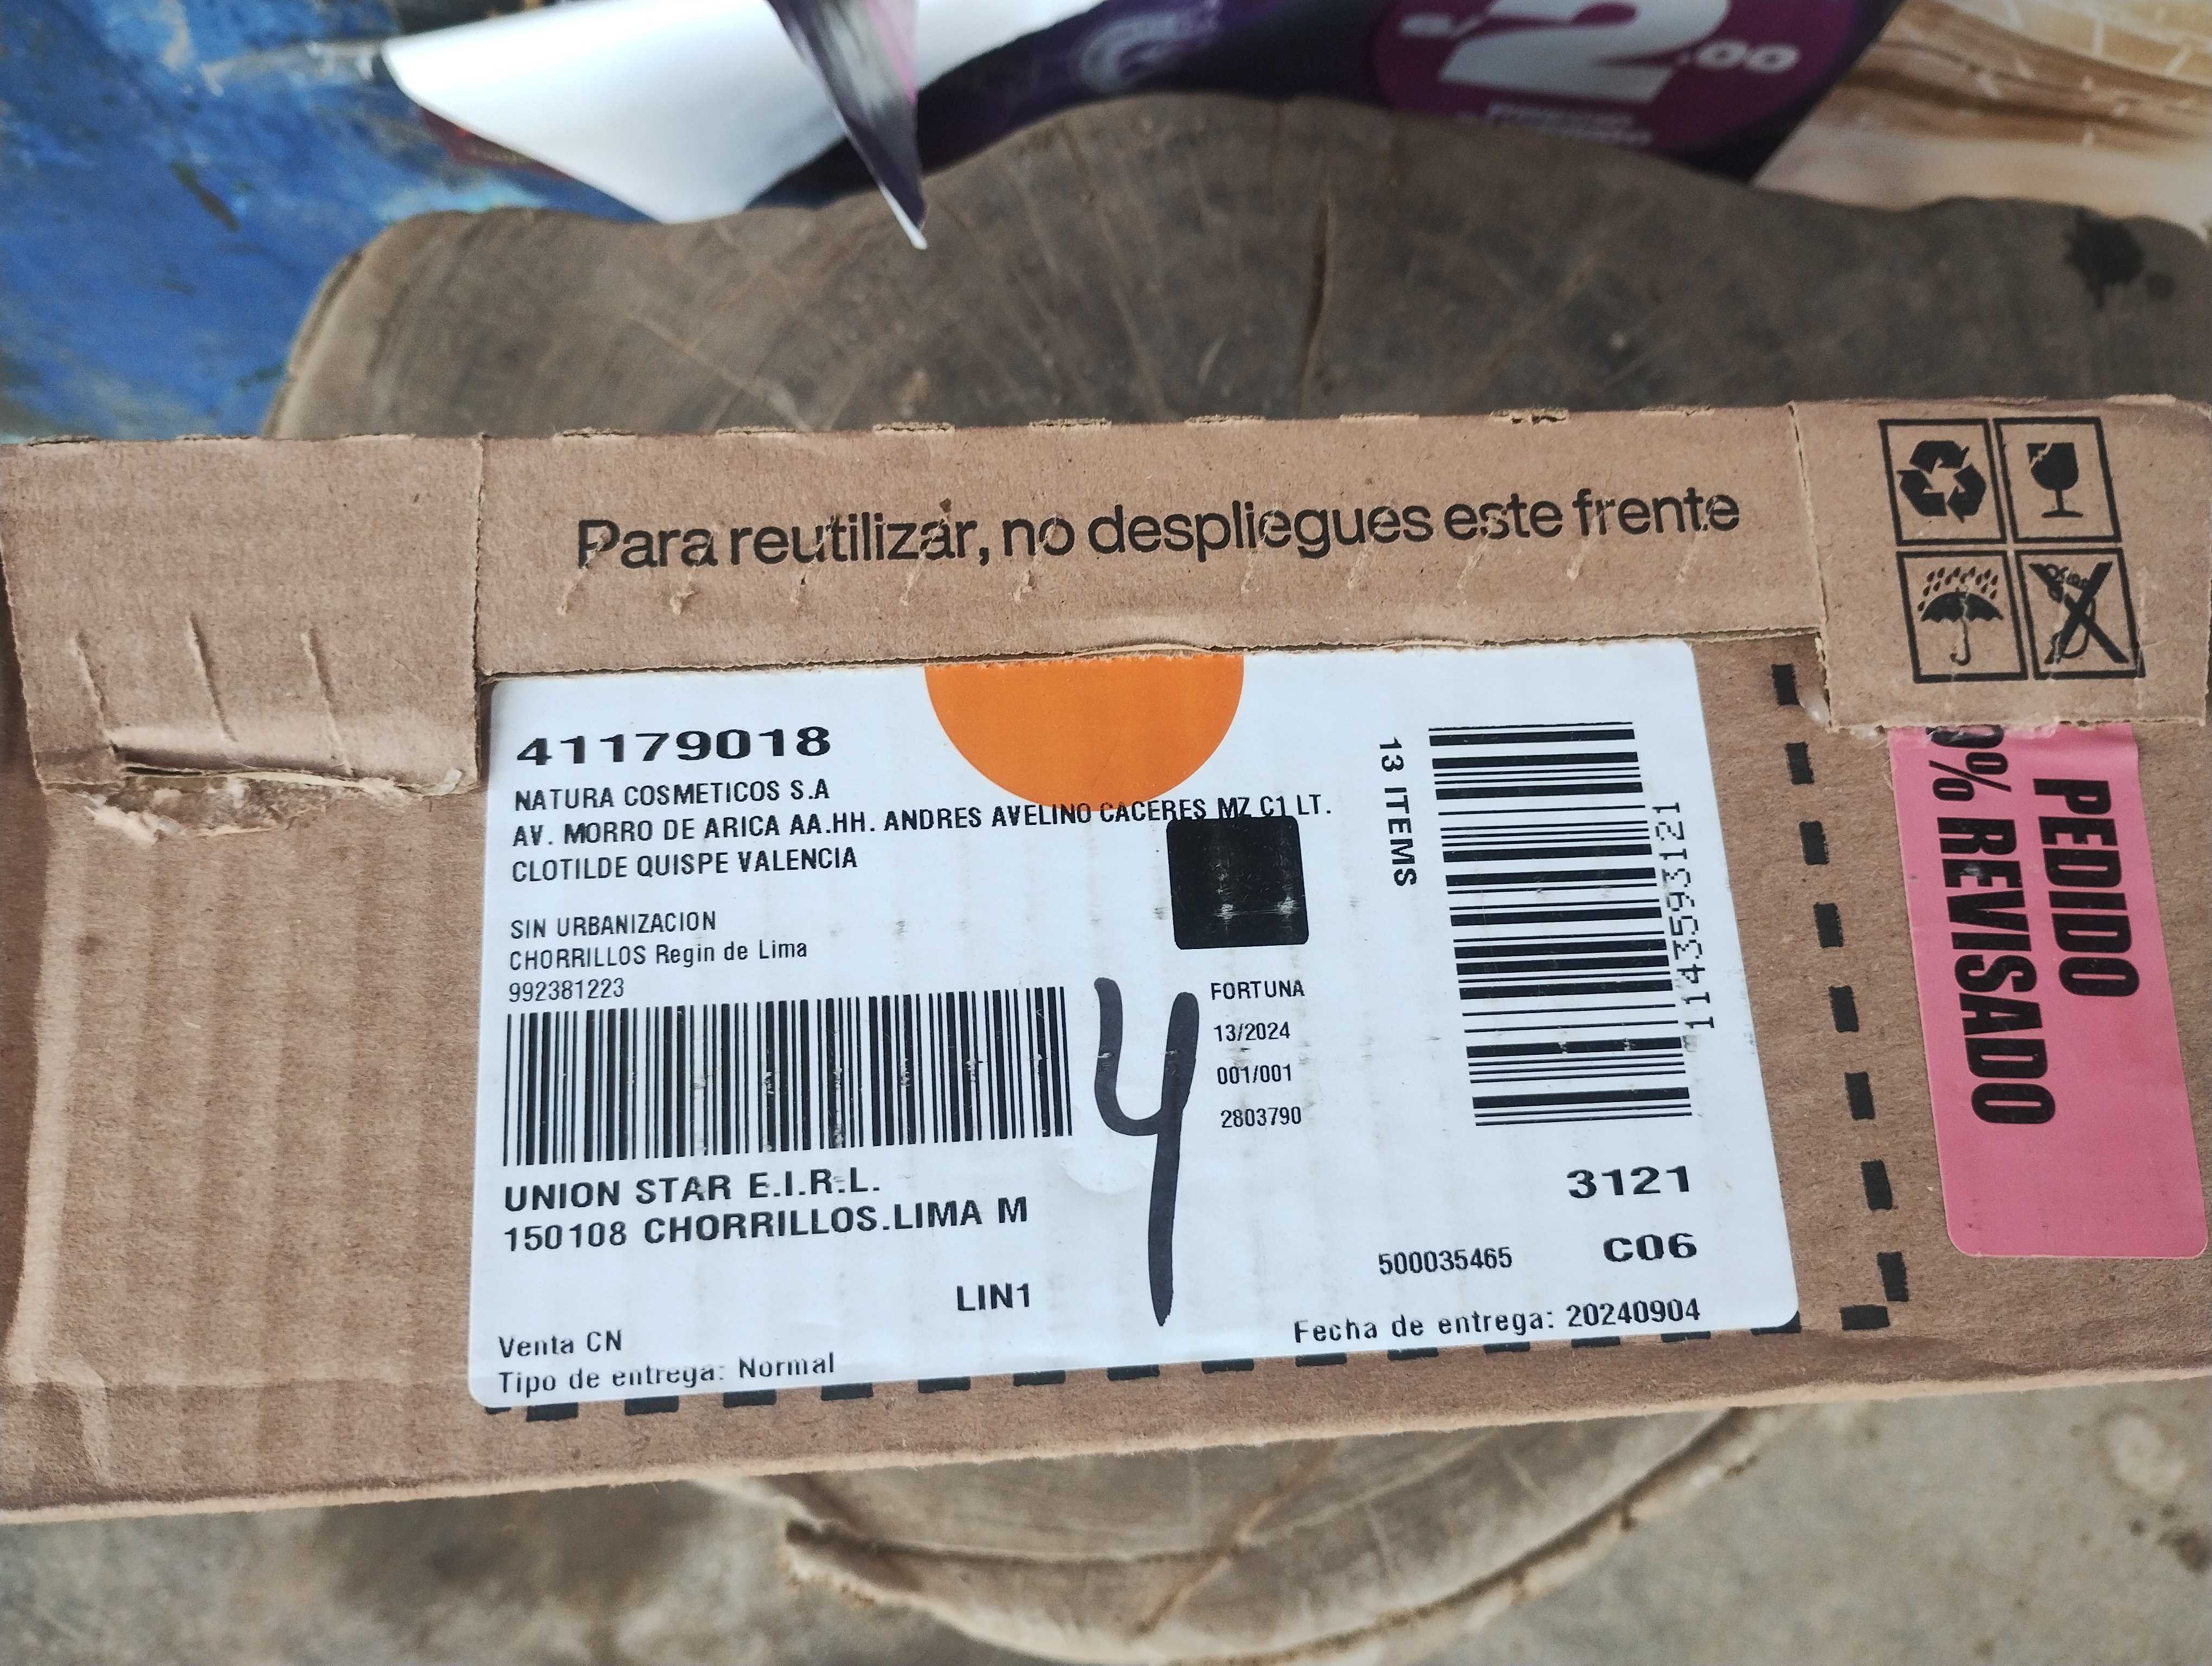 S/ 2.00
Para reutilizar, no despliegues este frente
41179018
NATURA COSMETICOS S.A
AV. MORRO DE ARICA AA.HH. ANDRES AVELINO CACERES MZ C1 LT.
CLOTILDE QUISPE VALENCIA
SIN URBANIZACION
CHORRILLOS Regin de Lima
992381223
UNION STAR E.I.R.L.
150108 CHORRILLOS.LIMA M
LIN1
Venta CN
Tipo de entrega: Normal
4
FORTUNA
13/2024
001/001
2803790
13 ITEMS
1143593121
3121
C06
500035465
Fecha de entrega: 20240904
PEDIDO
0% REVISADO